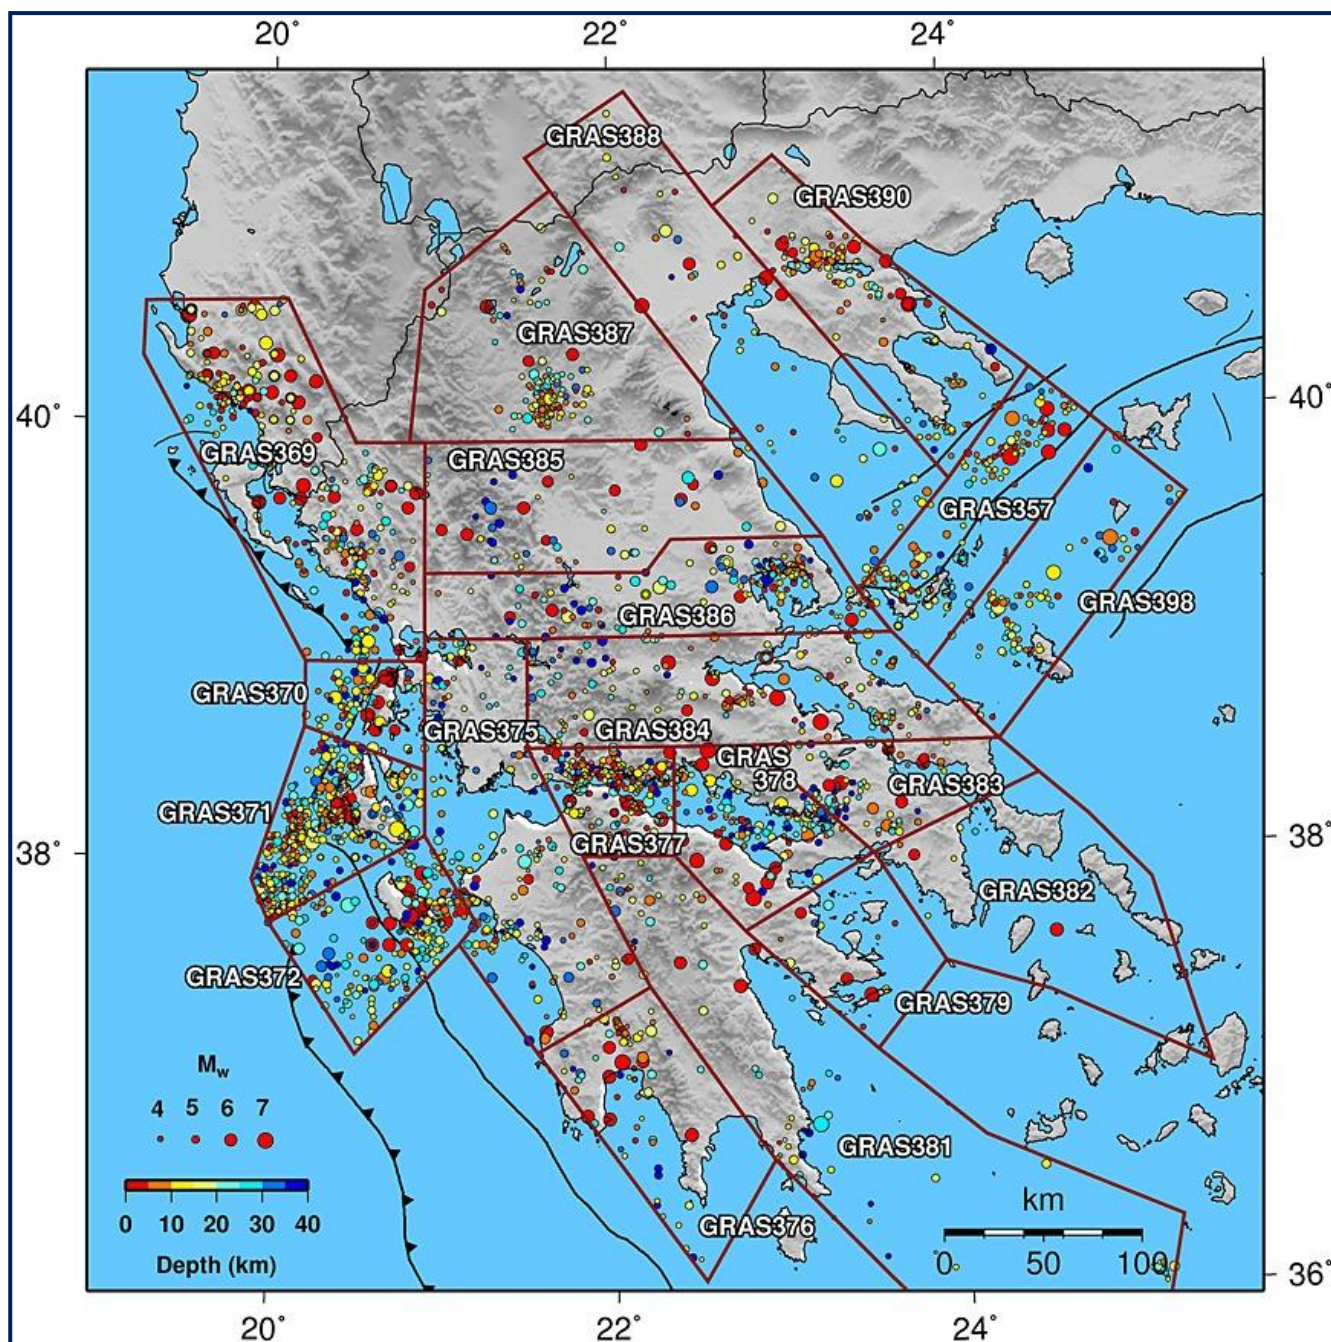 20° 22° 24°
GRAS388
GRAS390
GRAS387
40° 40°
GRAS369 GRAS385
GRAS357
GRAS386 GRAS398
GRAS370
GRAS375 GRAS384
GRAS
378
GRAS383
GRAS371
38° 38°
GRAS377
GRAS382
GRAS372
GRAS379
Mw
4 5 6 7
GRAS381
km
GRAS376
0 10 20 30 40
0 50 100
Depth (km)
36°
20° 22° 24°